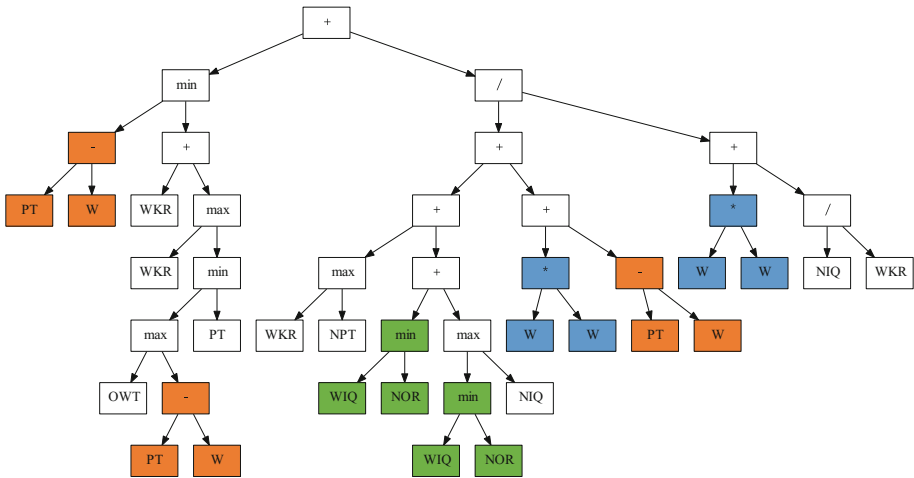 +
min /
- + + +
PT W WKR max + + * /
WKR min max + * - W W NIQ WKR
max PT WKR NPT min max W W PT W
OWT - WIQ NOR min NIQ
PT W WIQ NOR